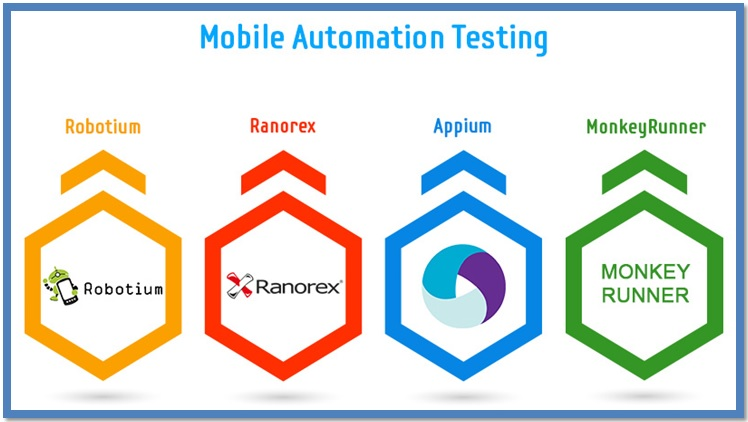 Mobile Automation Testing
Robotium
Ranorex
Appium
MonkeyRunner
Robotium
Ranorex®
MONKEY
RUNNER